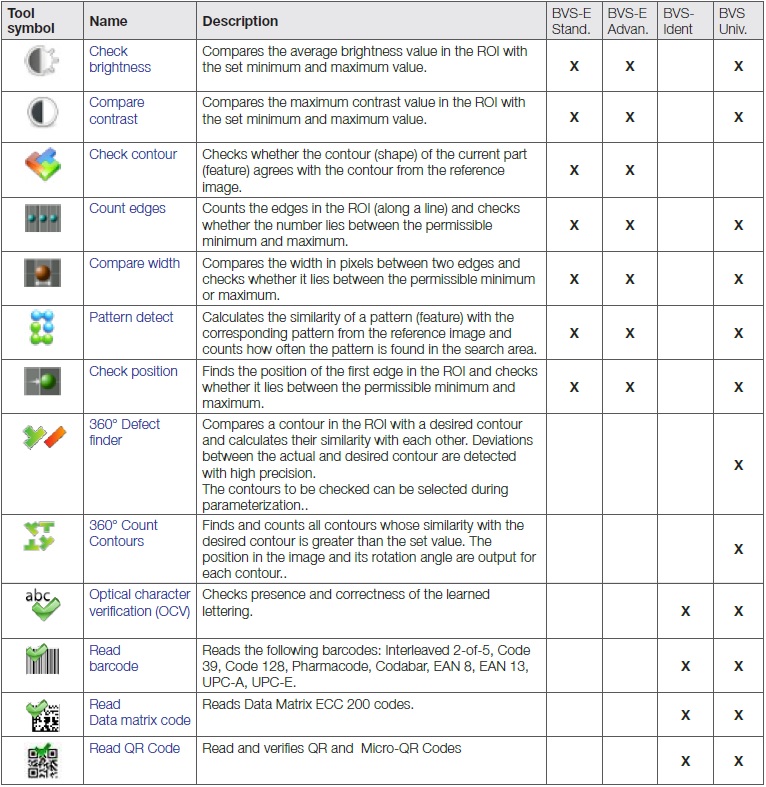 Tool symbol Name Description BVS-E Stand. BVS-E Advan. BVS-Ident BVS Univ.
Check brightness Compares the average brightness value in the ROI with
the set minimum and maximum value. X X X
Compare contrast Compares the maximum contrast value in the ROI with
the set minimum and maximum value. X X X
Check contour Checks whether the contour (shape) of the current part
(feature) agrees with the contour from the reference
image. X X
Count edges Counts the edges in the ROI (along a line) and checks
whether the number lies between the permissible
minimum and maximum. X X X
Compare width Compares the width in pixels between two edges and
checks whether it lies between the permissible minimum
or maximum. X X X
Pattern detect Calculates the similarity of a pattern (feature) with the
corresponding pattern from the reference image and
counts how often the pattern is found in the search area. X X X
Check position Finds the position of the first edge in the ROI and checks
whether it lies between the permissible minimum and
maximum. X X X
360° Defect finder Compares a contour in the ROI with a desired contour
and calculates their similarity with each other. Deviations
between the actual and desired contour are detected
with high precision.
The contours to be checked can be selected during
parameterization.. X
360° Count Contours Finds and counts all contours whose similarity with the
desired contour is greater than the set value. The
position in the image and its rotation angle are output for
each contour.. X
abc Optical character verification (OCV) Checks presence and correctness of the learned
lettering. X X
Read barcode Reads the following barcodes: Interleaved 2-of-5, Code
39, Code 128, Pharmacode, Codabar, EAN 8, EAN 13,
UPC-A, UPC-E. X X
Read Data matrix code Reads Data Matrix ECC 200 codes. X X
Read QR Code Read and verifies QR and Micro-QR Codes X X